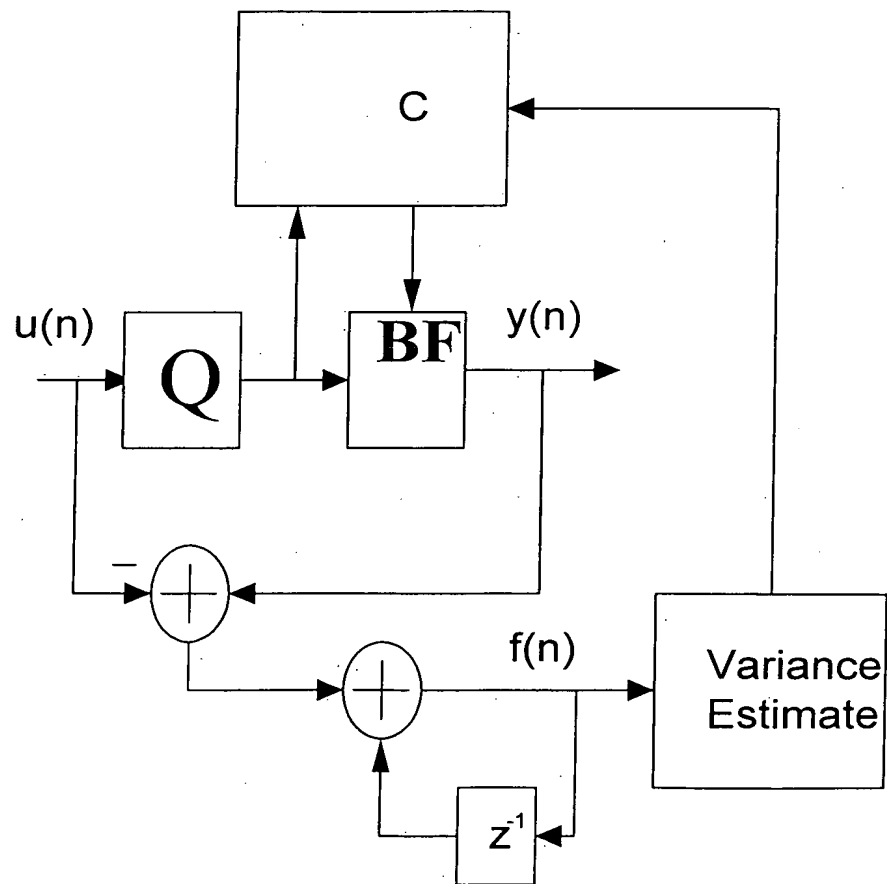 C
u(n)
Q
BF
y(n)
−
+
+
f(n)
Variance
Estimate
z⁻¹